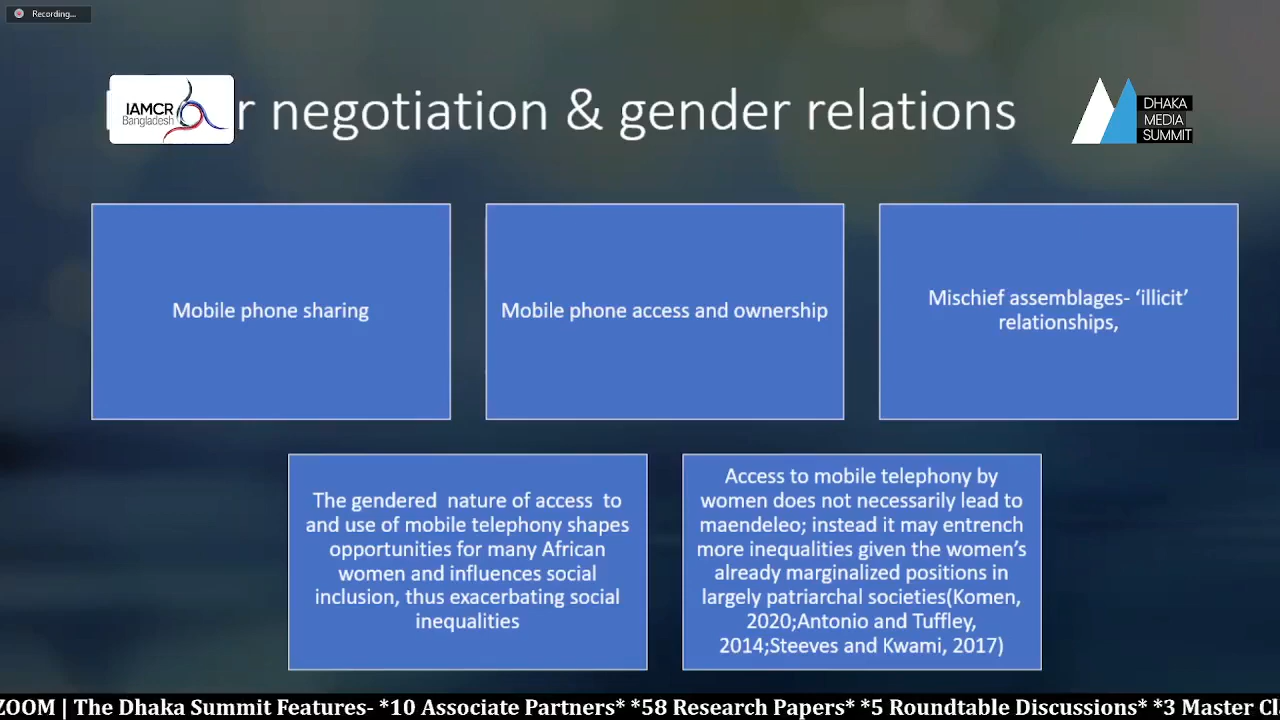 Recording...
IAMCR
Bangladesh
r negotiation & gender relations
DHAKA
MEDIA
SUMMIT
Mobile phone sharing
Mobile phone access and ownership
Mischief assemblages- ‘illicit’
relationships,
The gendered  nature of access  to
and use of mobile telephony shapes
opportunities for many African
women and influences social
inclusion, thus exacerbating social
inequalities
Access to mobile telephony by
women does not necessarily lead to
maendeleo; instead it may entrench
more inequalities given the women’s
already marginalized positions in
largely patriarchal societies(Komen,
2020;Antonio and Tuffley,
2014;Steeves and Kwami, 2017)
ZOOM | The Dhaka Summit Features- *10 Associate Partners* *58 Research Papers* *5 Roundtable Discussions* *3 Master Cl